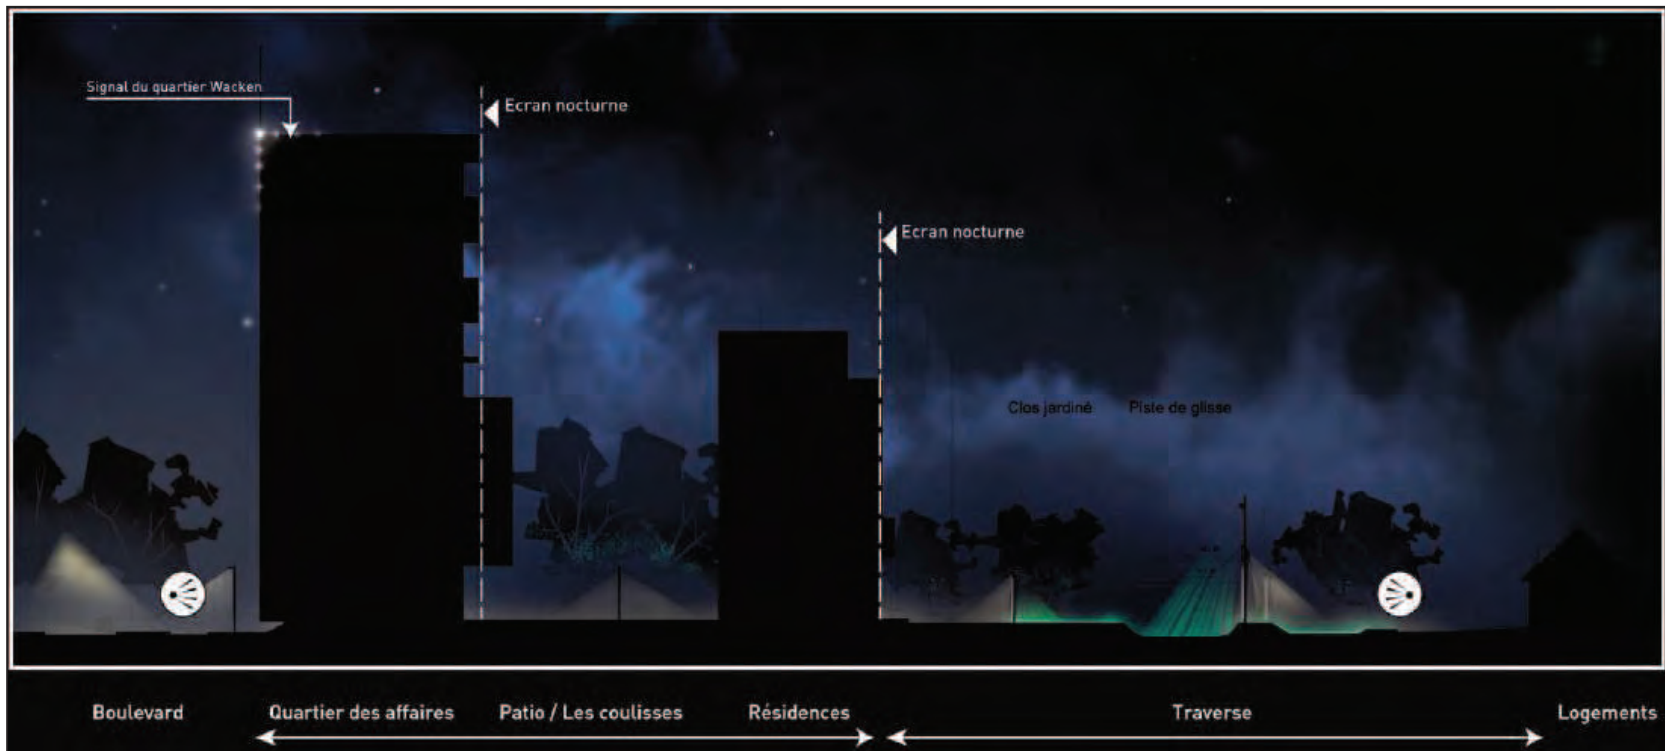 Signal du quartier Wacken
Ecran nocturne
Ecran nocturne
Clos jardiné
Piste de glisse
Boulevard
Quartier des affaires
Patio / Les coulisses
Résidences
Traverse
Logements